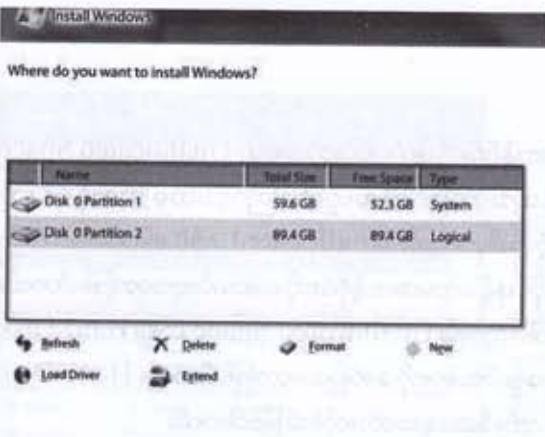 Install Windows
Where do you want to install Windows?
Name Total Size Free Space Type
Disk 0 Partition 1 59.6 GB 52.3 GB System
Disk 0 Partition 2 89.4 GB 89.4 GB Logical
Refresh Delete Format New
Load Driver Extend